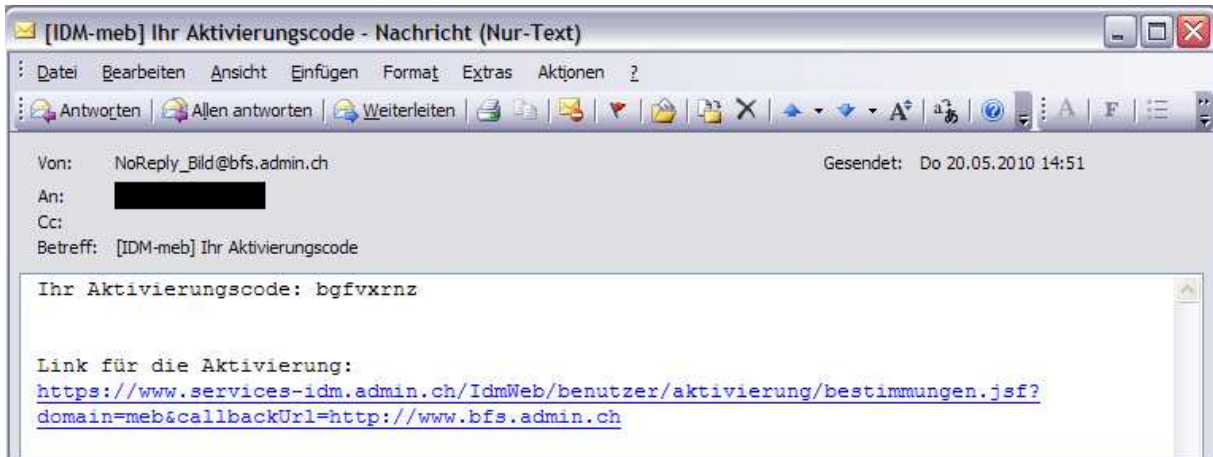 [IDM-meb] Ihr Aktivierungscode - Nachricht (Nur-Text)
Datei Bearbeiten Ansicht Einfügen Format Extras Aktionen ?
Antworten Allen antworten Weiterleiten
Von: NoReply_Bild@bfs.admin.ch Gesendet: Do 20.05.2010 14:51
An:
Cc:
Betreff: [IDM-meb] Ihr Aktivierungscode
Ihr Aktivierungscode: bgfvxrnz
Link für die Aktivierung:
https://www.services-idm.admin.ch/IdmWeb/benutzer/aktivierung/bestimmungen.jsf?
domain=meb&callbackUrl=http://www.bfs.admin.ch